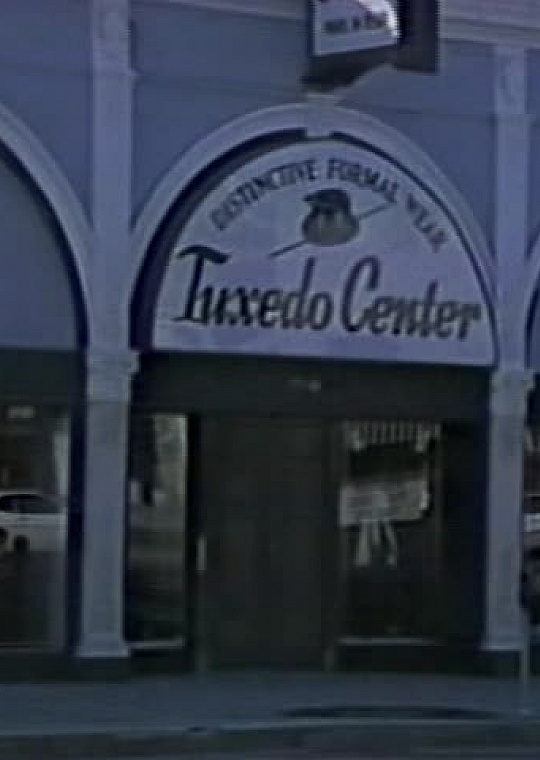 DISTINCTIVE FORMAL WEAR
Tuxedo Center